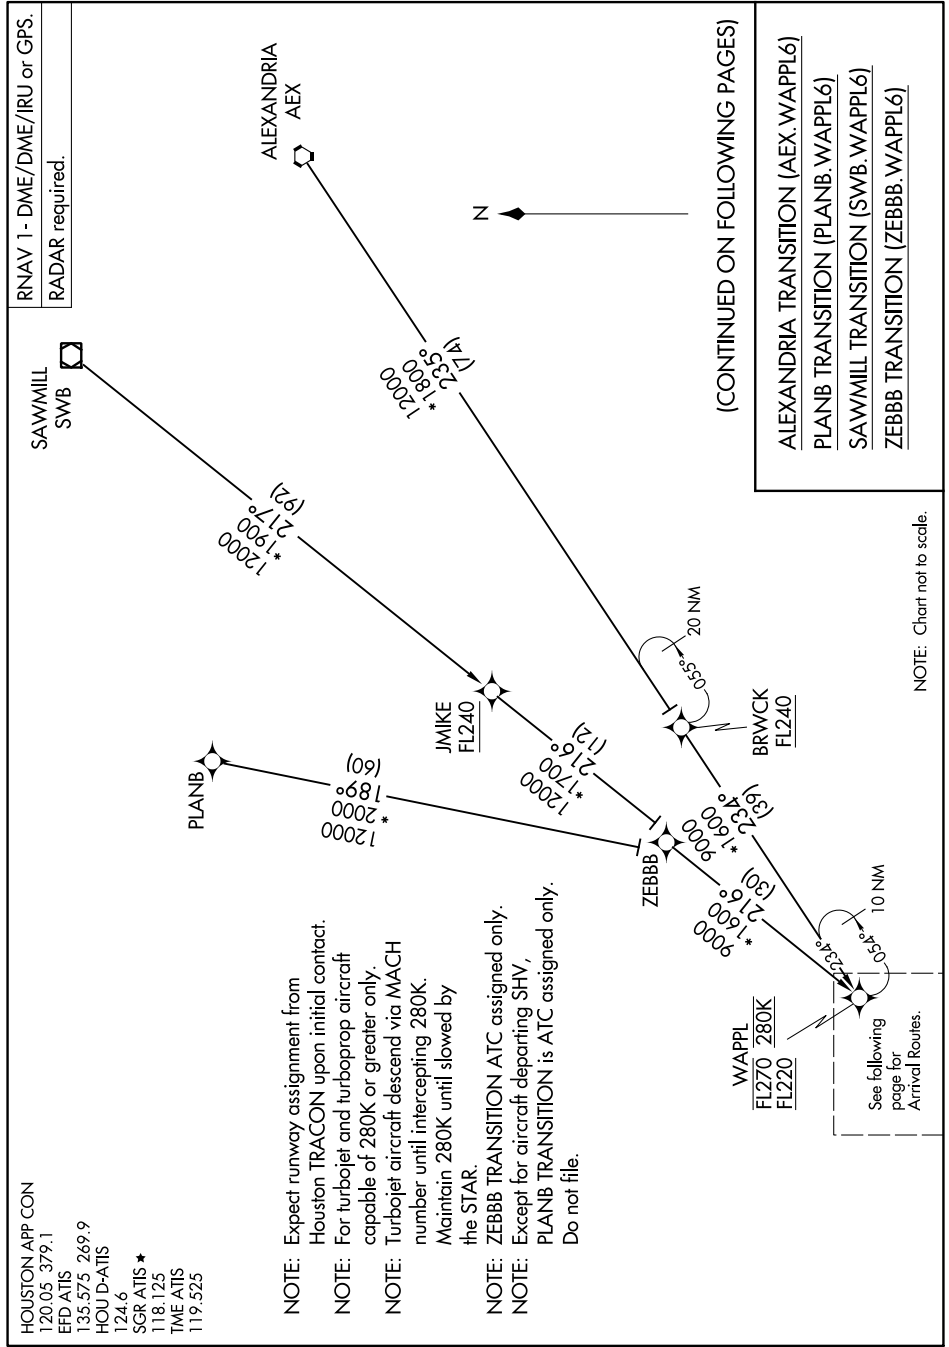 RNAV 1- DME/DME/IRU or GPS.
RADAR required.
HOUSTON APP CON
120.05 379.1
EFD ATIS
135.575 269.9
HOU D-ATIS
124.6
SGR ATIS ★
118.125
TME ATIS
119.525
SAWMILL
SWB
ALEXANDRIA
AEX
12000
*1900
217°
(92)
12000
*1800
235°
(74)
N
PLANB
12000
*2000
189°
(60)
JMIKE
FL240
12000
*1700
216°
(12)
ZEBBB
9000
*1600
216°
(30)
BRWCK
FL240
055°
20 NM
9000
*1600
234°
(39)
234°
054°
10 NM
WAPPL
FL270 280K
FL220
See following
page for
Arrival Routes.
NOTE: Expect runway assignment from
Houston TRACON upon initial contact.
NOTE: For turbojet and turboprop aircraft
capable of 280K or greater only.
NOTE: Turbojet aircraft descend via MACH
number until intercepting 280K.
Maintain 280K until slowed by
the STAR.
NOTE: ZEBBB TRANSITION ATC assigned only.
NOTE: Except for aircraft departing SHV,
PLANB TRANSITION is ATC assigned only.
Do not file.
(CONTINUED ON FOLLOWING PAGES)
ALEXANDRIA TRANSITION (AEX.WAPPL6)
PLANB TRANSITION (PLANB.WAPPL6)
SAWMILL TRANSITION (SWB.WAPPL6)
ZEBBB TRANSITION (ZEBBB.WAPPL6)
NOTE: Chart not to scale.